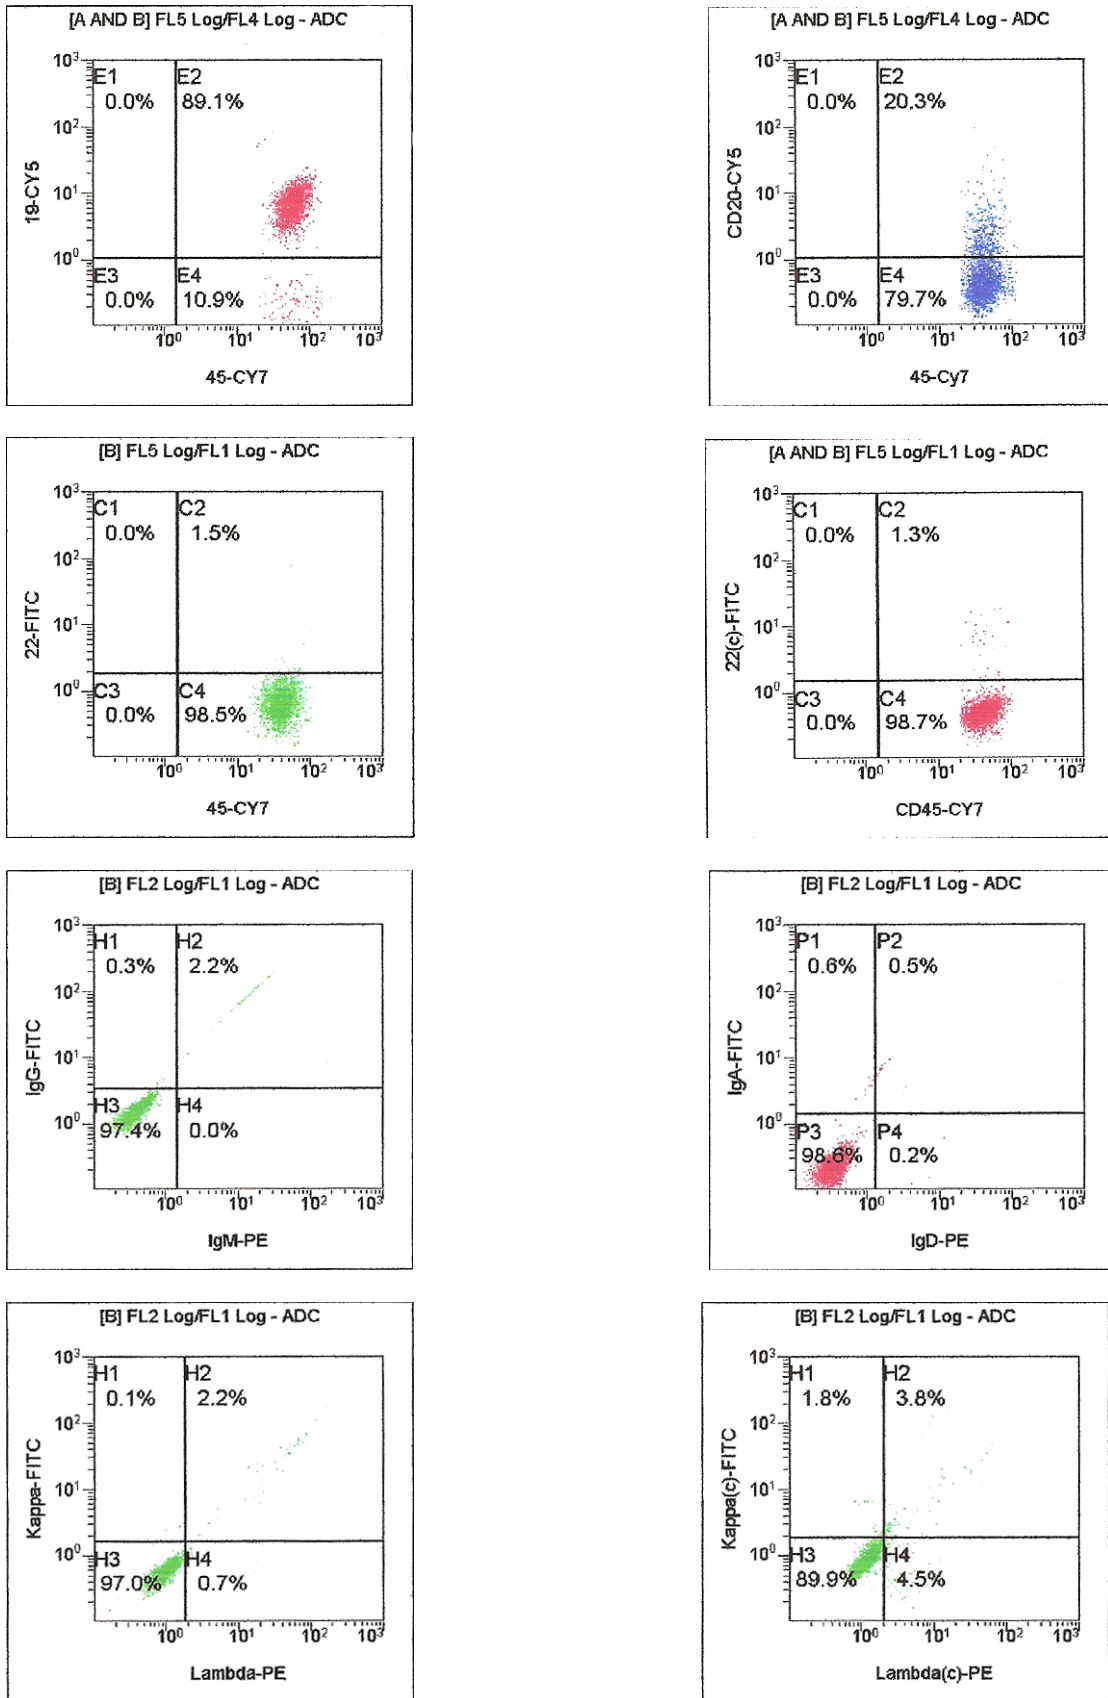 [A AND B] FL5 Log/FL4 Log - ADC
10³
E1
E2
0.0%
89.1%
10²
19-CY5
10¹
10⁰
E3
E4
0.0%
10.9%
10⁰ 10¹ 10² 10³
45-CY7
[A AND B] FL5 Log/FL4 Log - ADC
10³
E1
E2
0.0%
20.3%
10²
CD20-CY5
10¹
10⁰
E3
E4
0.0%
79.7%
10⁰ 10¹ 10² 10³
45-Cy7
[B] FL5 Log/FL1 Log - ADC
10³
C1
C2
0.0%
1.5%
10²
22-FITC
10¹
10⁰
C3
C4
0.0%
98.5%
10⁰ 10¹ 10² 10³
45-CY7
[A AND B] FL5 Log/FL1 Log - ADC
10³
C1
C2
0.0%
1.3%
10²
22(c)-FITC
10¹
10⁰
C3
C4
0.0%
98.7%
10⁰ 10¹ 10² 10³
CD45-CY7
[B] FL2 Log/FL1 Log - ADC
10³
H1
H2
0.3%
2.2%
10²
IgG-FITC
10¹
10⁰
H3
H4
97.4%
0.0%
10⁰ 10¹ 10² 10³
IgM-PE
[B] FL2 Log/FL1 Log - ADC
10³
P1
P2
0.6%
0.5%
10²
IgA-FITC
10¹
10⁰
P3
P4
98.6%
0.2%
10⁰ 10¹ 10² 10³
IgD-PE
[B] FL2 Log/FL1 Log - ADC
10³
H1
H2
0.1%
2.2%
10²
Kappa-FITC
10¹
10⁰
H3
H4
97.0%
0.7%
10⁰ 10¹ 10² 10³
Lambda-PE
[B] FL2 Log/FL1 Log - ADC
10³
H1
H2
1.8%
3.8%
10²
Kappa(c)-FITC
10¹
10⁰
H3
H4
89.9%
4.5%
10⁰ 10¹ 10² 10³
Lambda(c)-PE